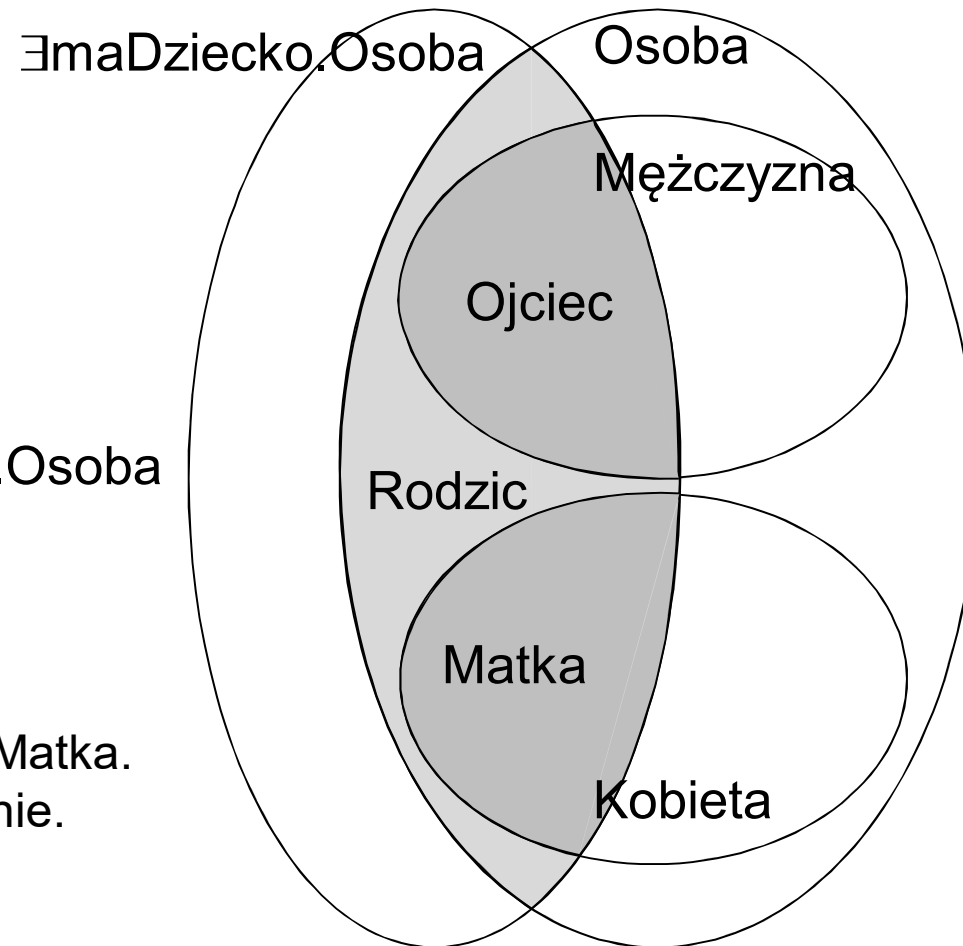 ∃maDziecko.Osoba
Osoba
Mężczyzna
Ojciec
.Osoba
Rodzic
Matka
Matka.
nie.
Kobieta